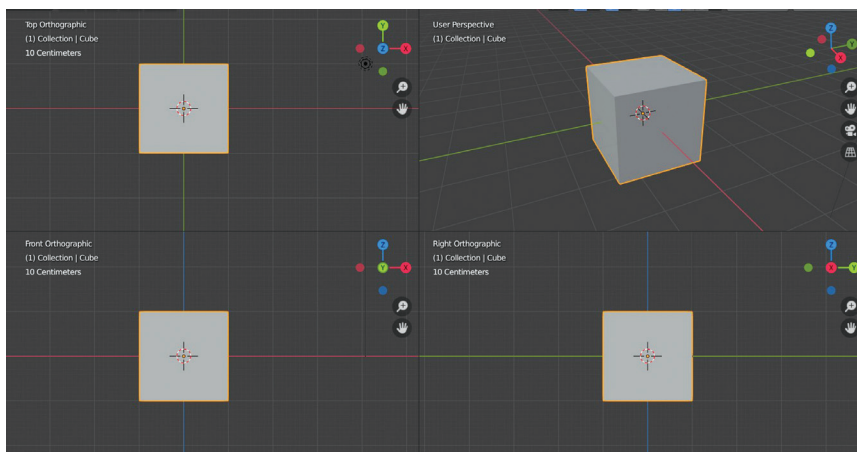 Top Orthographic
(1) Collection | Cube
10 Centimeters
Y
Z
X
User Perspective
(1) Collection | Cube
Y
X
Front Orthographic
(1) Collection | Cube
10 Centimeters
Z
Y
X
Right Orthographic
(1) Collection | Cube
10 Centimeters
Z
X
Y